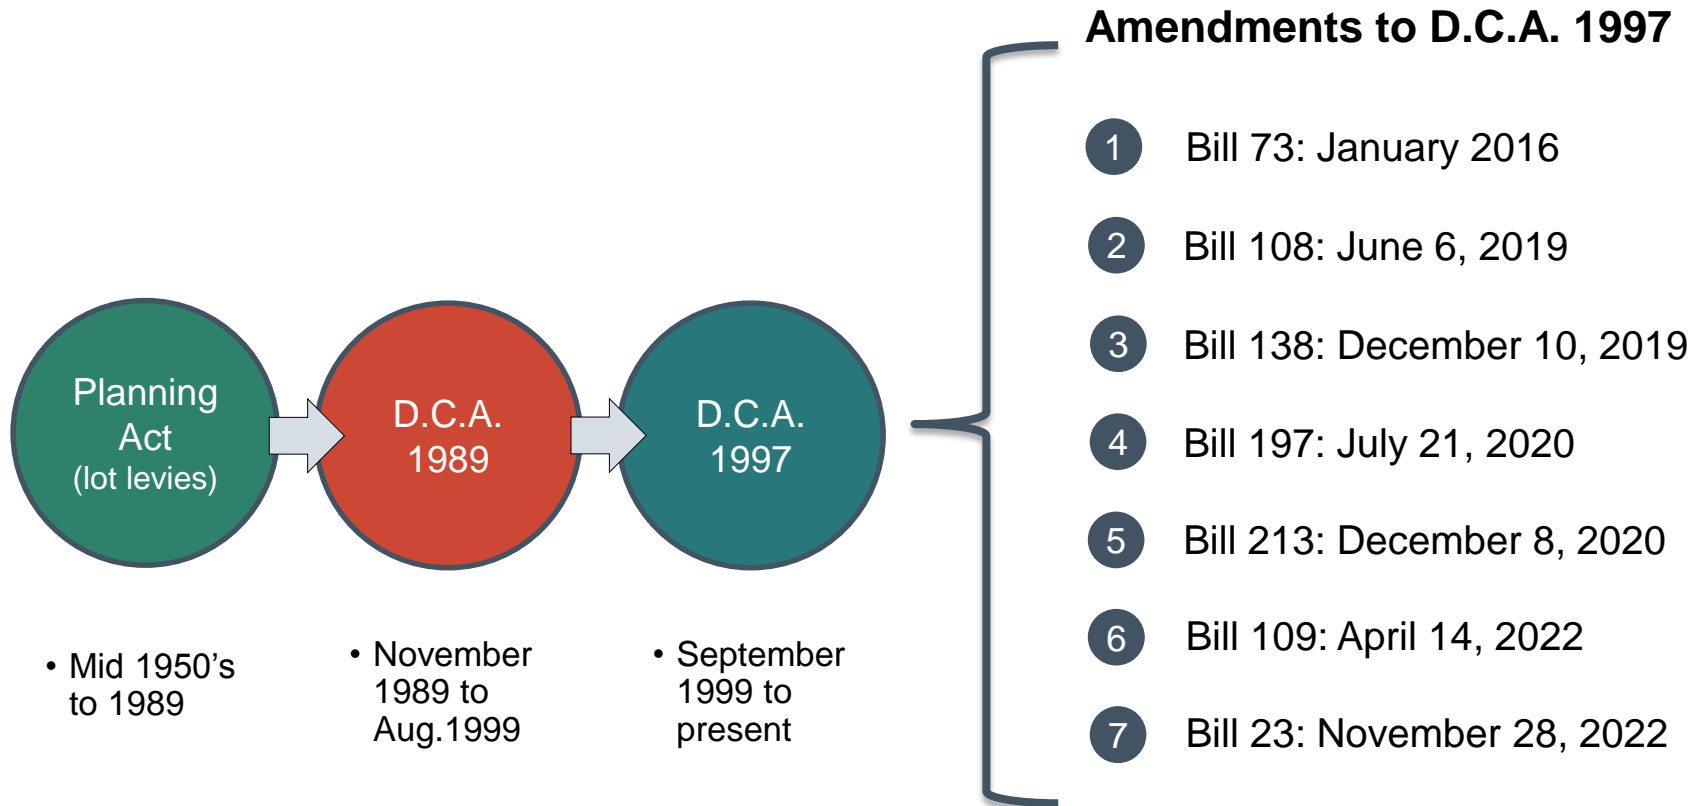 Amendments to D.C.A. 1997
1 Bill 73: January 2016
2 Bill 108: June 6, 2019
3 Bill 138: December 10, 2019
4 Bill 197: July 21, 2020
5 Bill 213: December 8, 2020
6 Bill 109: April 14, 2022
7 Bill 23: November 28, 2022
Planning
Act
(lot levies)
D.C.A.
1989
D.C.A.
1997
• Mid 1950's
to 1989
• November
1989 to
Aug.1999
• September
1999 to
present